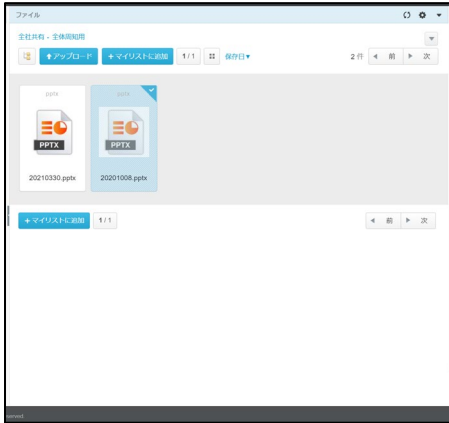 ファイル
全社共有 - 全体周知用
アップロード +マイリストに追加 1/1 保存日▼ 2 件 前 次
pptx pptx
PPTX PPTX
20210330.pptx 20201008.pptx
+マイリストに追加 1/1 前 次
served.